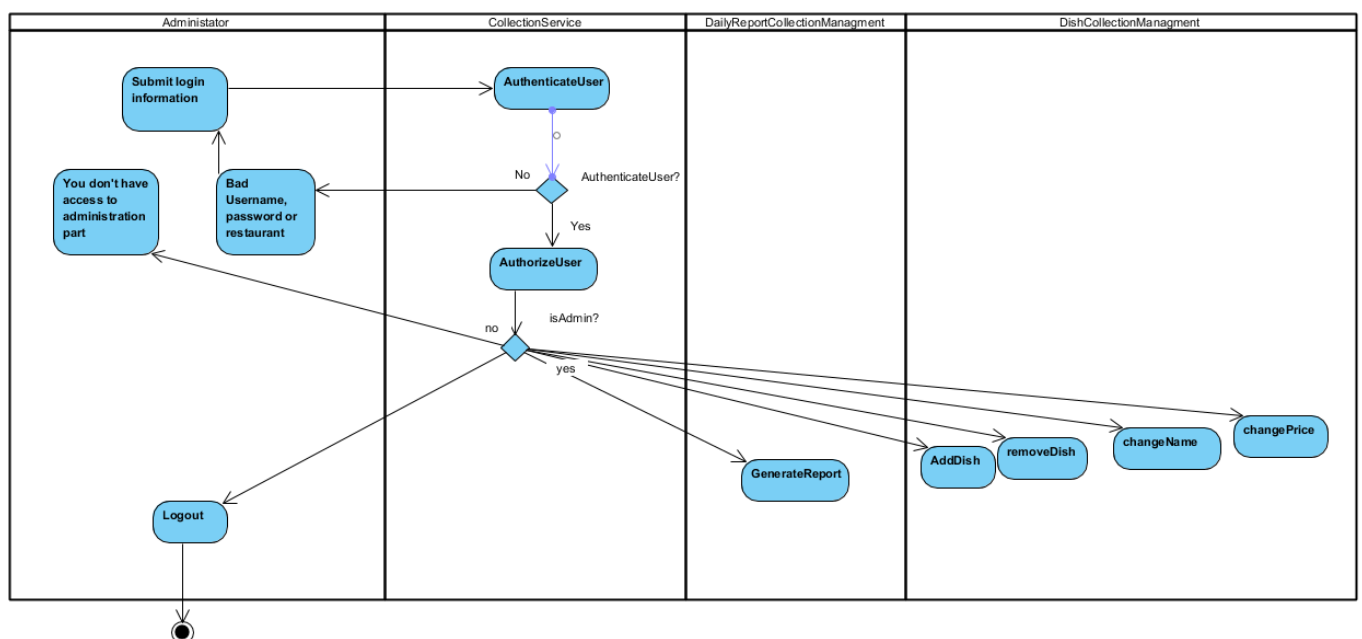 Administator
CollectionService
DailyReportCollectionManagment
DishCollectionManagment
Submit login
information
AuthenticateUser
No
AuthenticateUser?
You don't have
access to
administration
part
Bad
Username,
password or
restaurant
Yes
AuthorizeUser
isAdmin?
no
yes
changePrice
changeName
removeDish
AddDish
GenerateReport
Logout